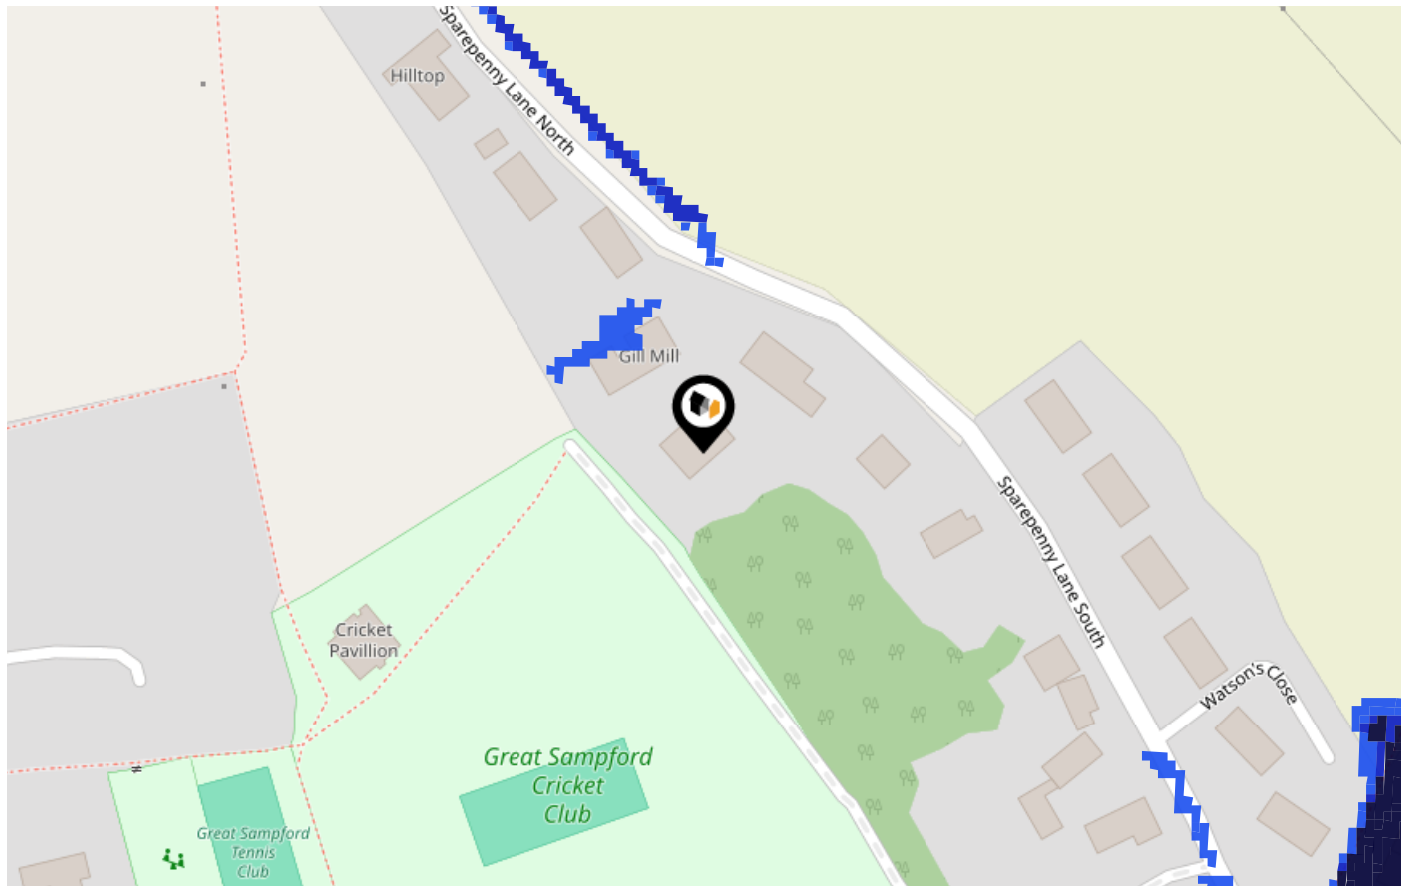 Sparepenny Lane North
Hilltop
Gill Mill
Sparepenny Lane South
Cricket
Pavillion
Watson's Close
Great Sampford
Cricket
Club
Great Sampford
Tennis
Club